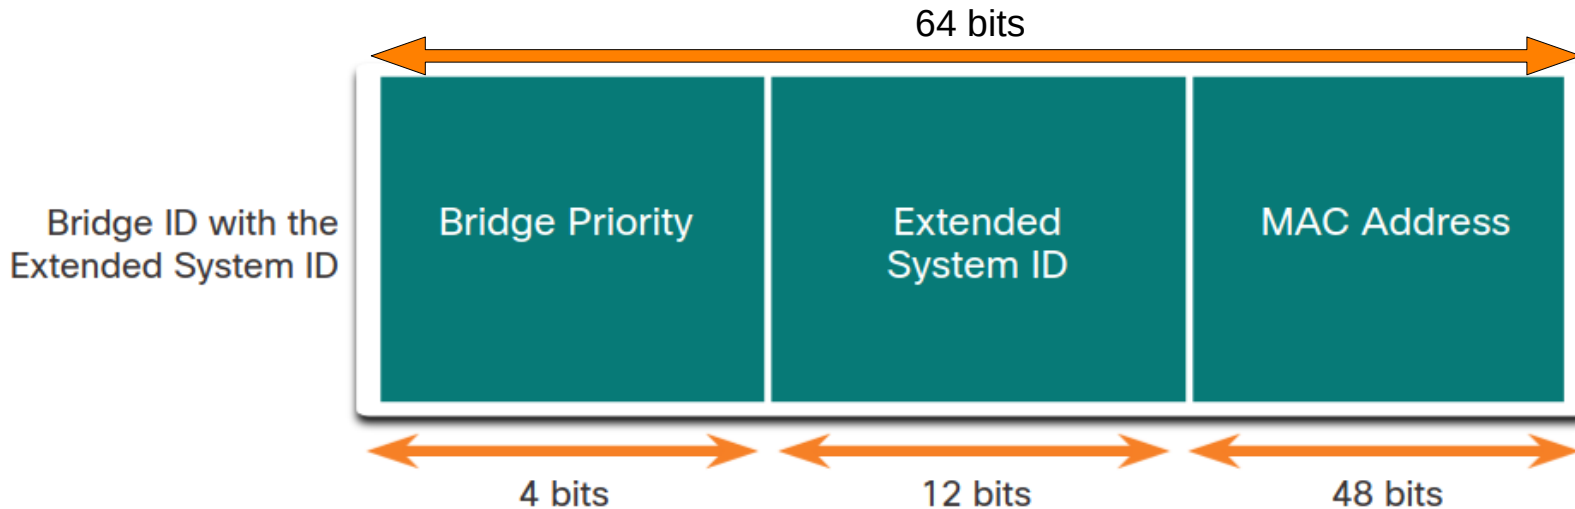 64 bits
Bridge ID with the
Extended System ID
Bridge Priority
Extended
System ID
MAC Address
4 bits
12 bits
48 bits